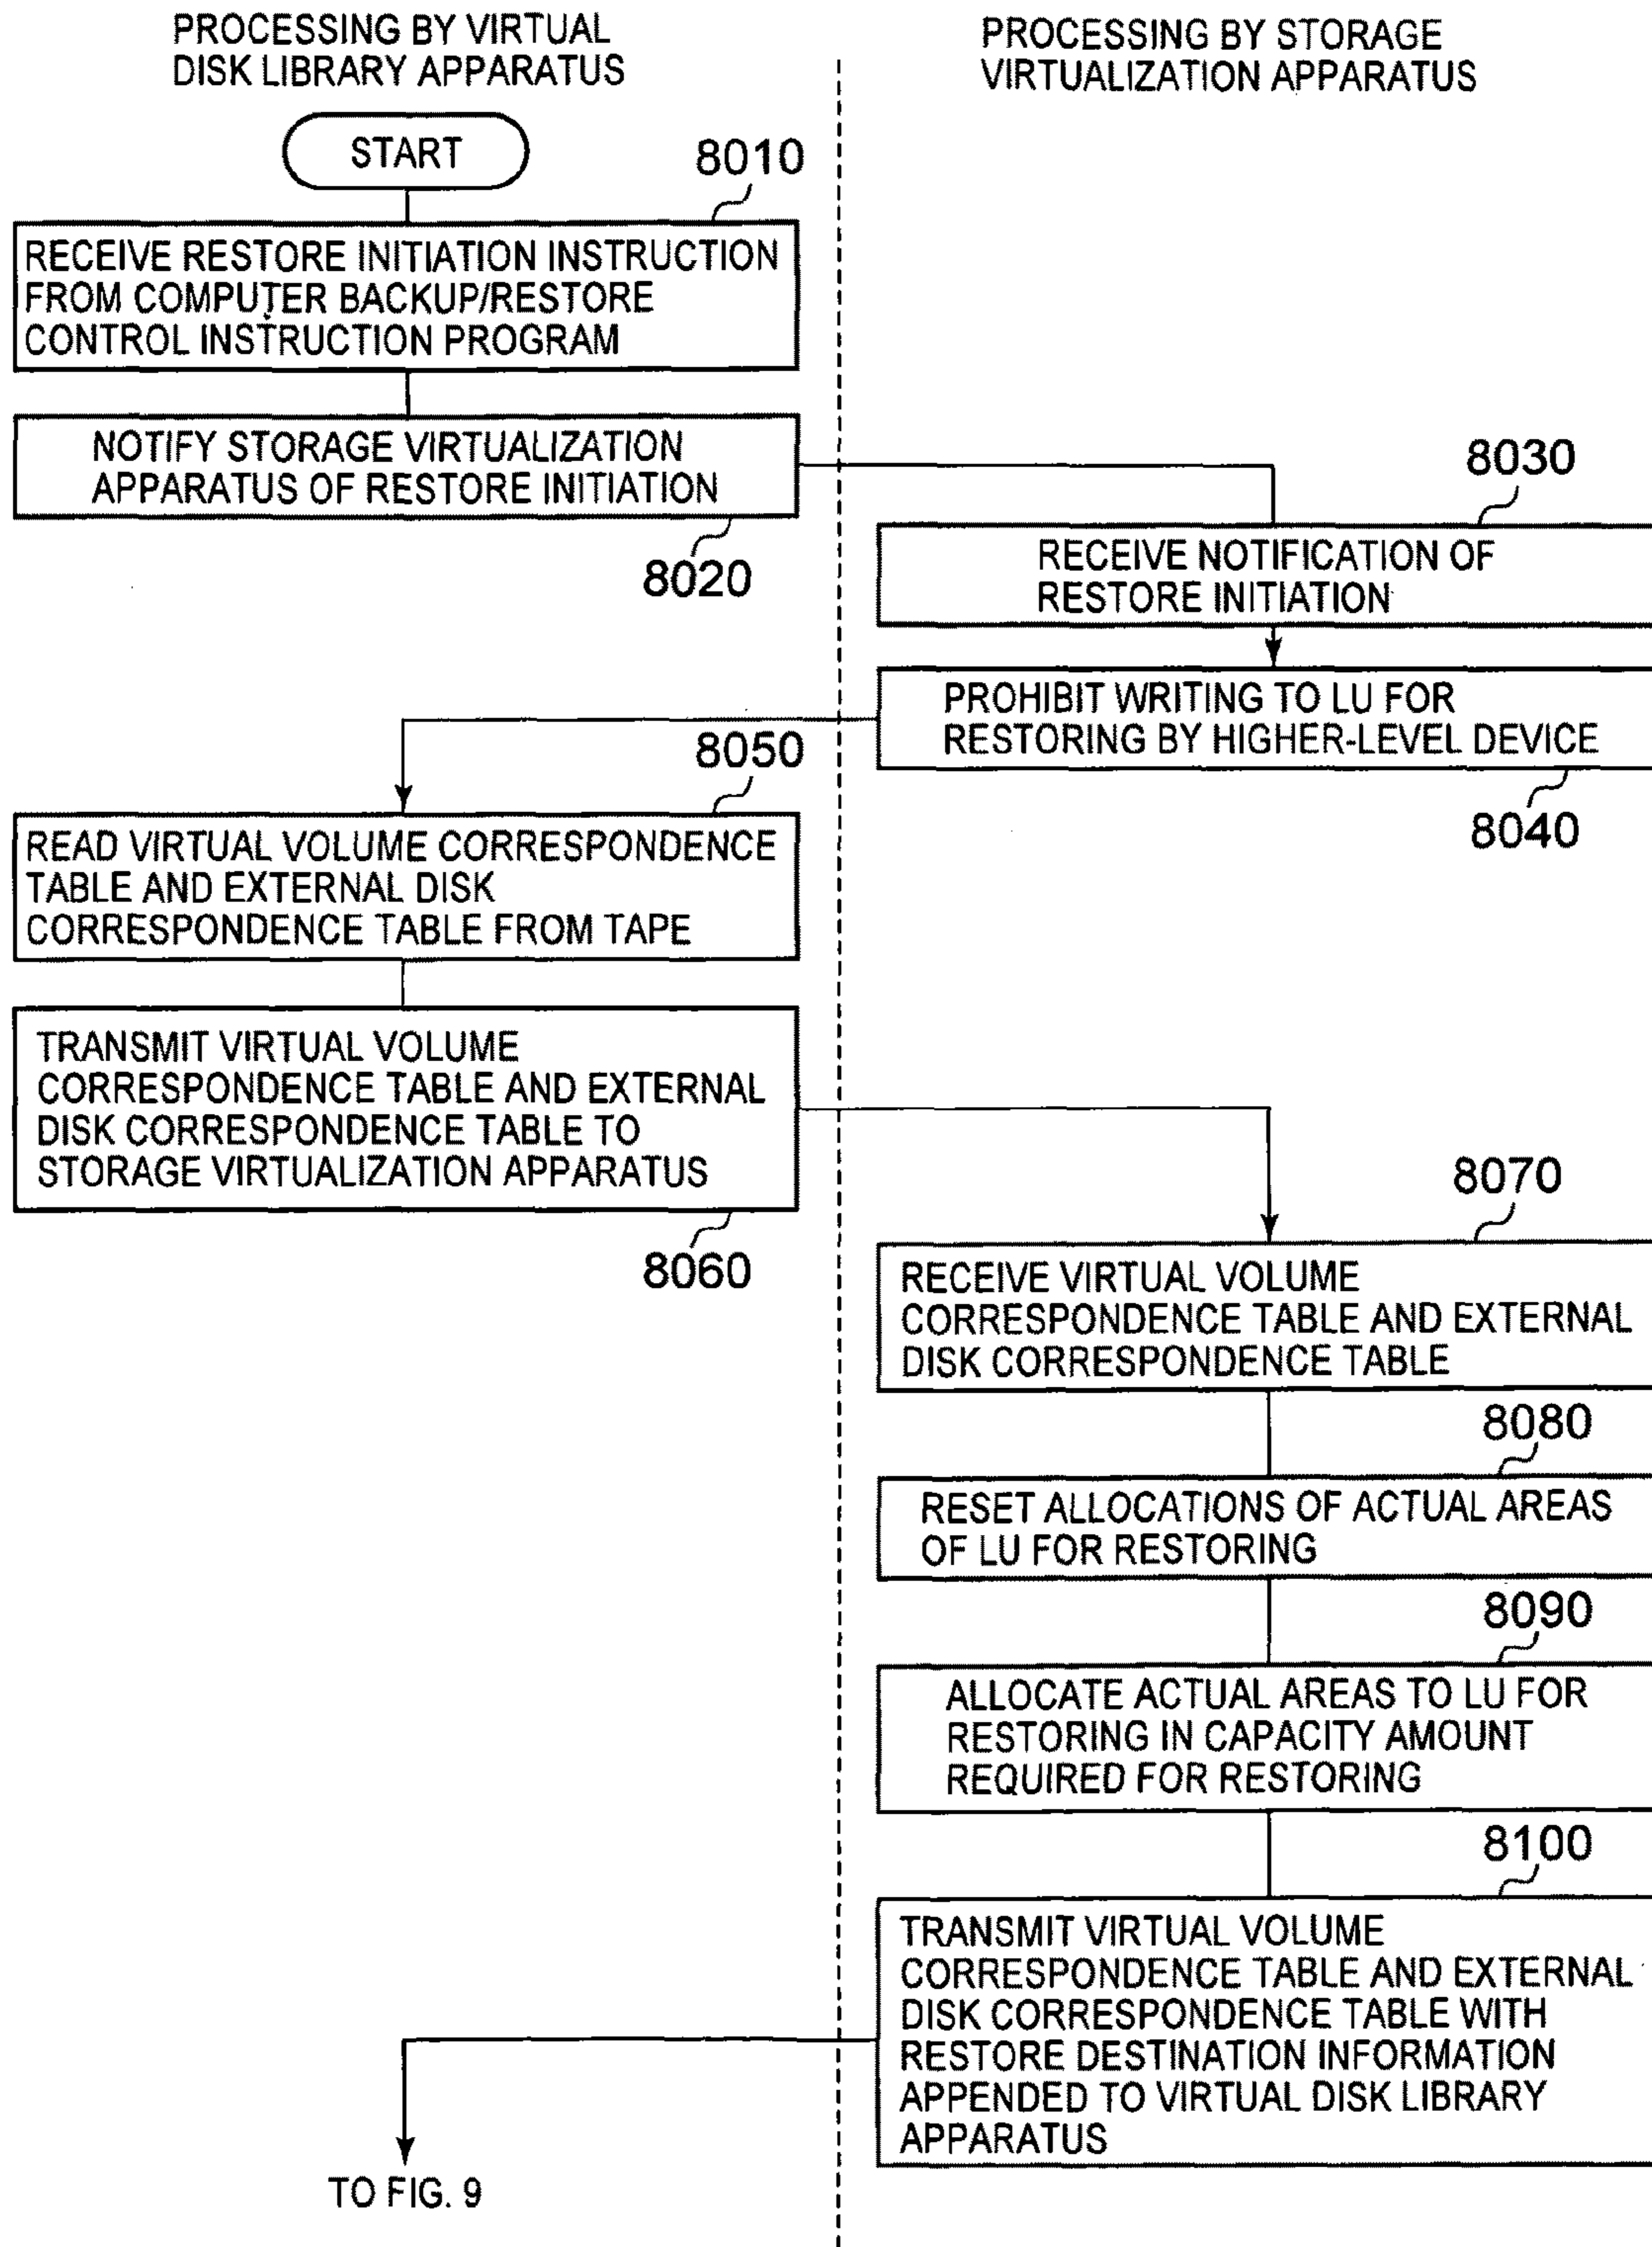 PROCESSING BY VIRTUAL
DISK LIBRARY APPARATUS
PROCESSING BY STORAGE
VIRTUALIZATION APPARATUS
START
8010
RECEIVE RESTORE INITIATION INSTRUCTION
FROM COMPUTER BACKUP/RESTORE
CONTROL INSTRUCTION PROGRAM
NOTIFY STORAGE VIRTUALIZATION
APPARATUS OF RESTORE INITIATION
8020
8030
RECEIVE NOTIFICATION OF
RESTORE INITIATION
PROHIBIT WRITING TO LU FOR
RESTORING BY HIGHER-LEVEL DEVICE
8040
8050
READ VIRTUAL VOLUME CORRESPONDENCE
TABLE AND EXTERNAL DISK
CORRESPONDENCE TABLE FROM TAPE
TRANSMIT VIRTUAL VOLUME
CORRESPONDENCE TABLE AND EXTERNAL
DISK CORRESPONDENCE TABLE TO
STORAGE VIRTUALIZATION APPARATUS
8060
8070
RECEIVE VIRTUAL VOLUME
CORRESPONDENCE TABLE AND EXTERNAL
DISK CORRESPONDENCE TABLE
8080
RESET ALLOCATIONS OF ACTUAL AREAS
OF LU FOR RESTORING
8090
ALLOCATE ACTUAL AREAS TO LU FOR
RESTORING IN CAPACITY AMOUNT
REQUIRED FOR RESTORING
8100
TRANSMIT VIRTUAL VOLUME
CORRESPONDENCE TABLE AND EXTERNAL
DISK CORRESPONDENCE TABLE WITH
RESTORE DESTINATION INFORMATION
APPENDED TO VIRTUAL DISK LIBRARY
APPARATUS
TO FIG. 9